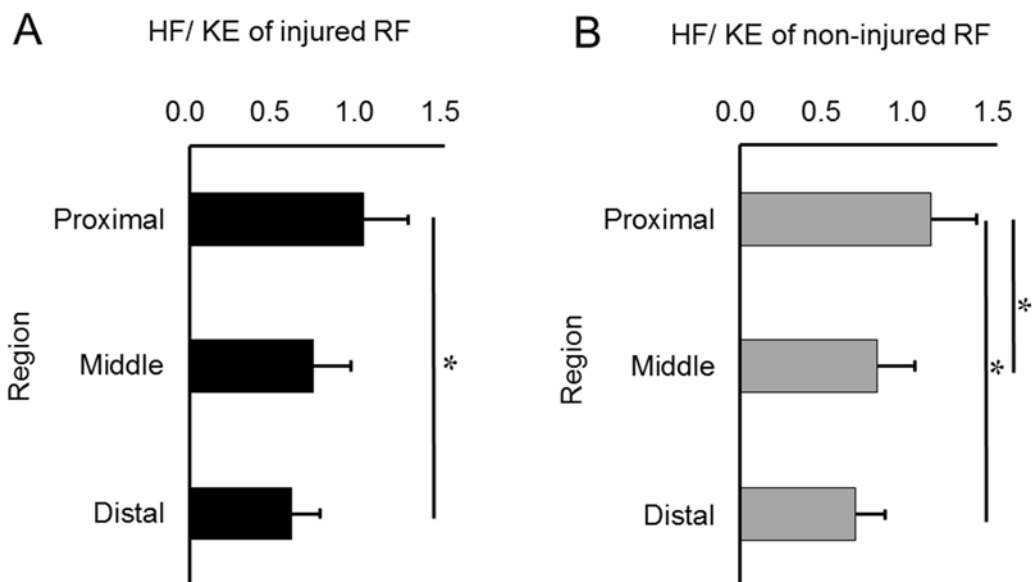 A
HF/ KE of injured RF
0.0 0.5 1.0 1.5
Proximal
Middle
Distal
Region
*
B
HF/ KE of non-injured RF
0.0 0.5 1.0 1.5
Proximal
Middle
Distal
Region
*
*